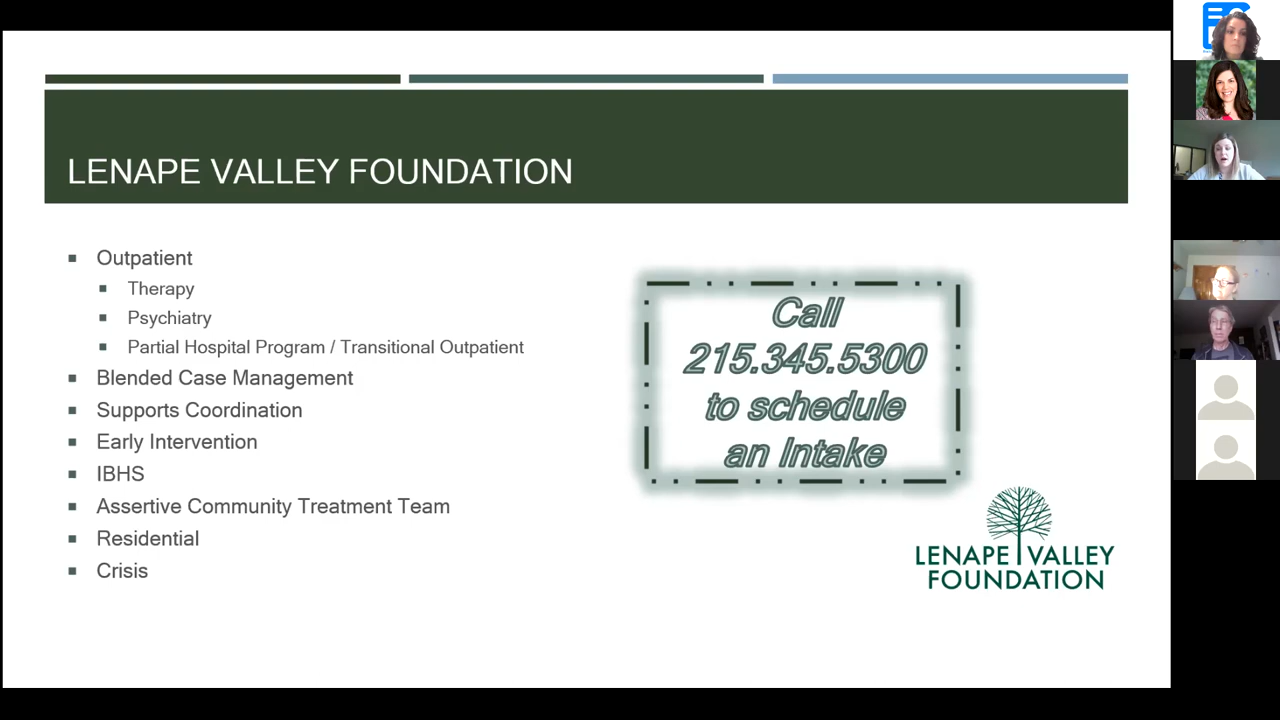 LENAPE VALLEY FOUNDATION
Outpatient
Therapy
Psychiatry
Partial Hospital Program / Transitional Outpatient
Blended Case Management
Supports Coordination
Early Intervention
IBHS
Assertive Community Treatment Team
Residential
Crisis
Call
215.345.5300
to schedule
an Intake
LENAPE VALLEY
FOUNDATION